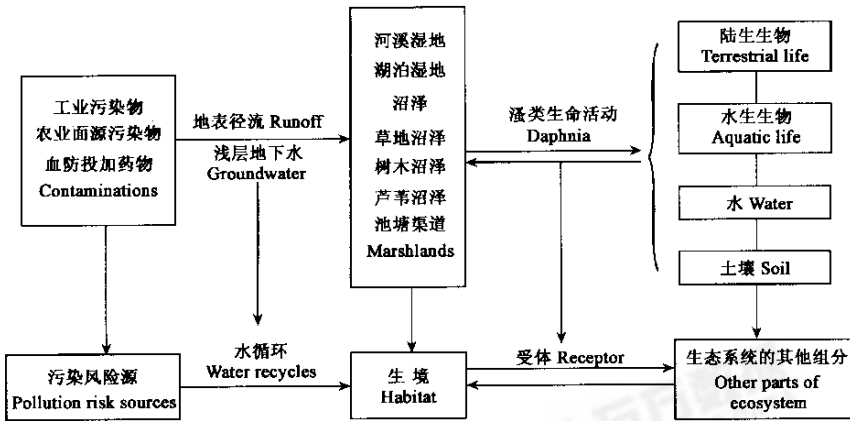 工业污染物
农业面源污染物
血防投加药物
Contaminations
地表径流 Runoff
浅层地下水
Groundwater
河溪湿地
湖泊湿地
沼泽
草地沼泽
树木沼泽
芦苇沼泽
池塘渠道
Marshlands
溞类生命活动
Daphnia
陆生生物
Terrestrial life
水生生物
Aquatic life
水 Water
土壤 Soil
污染风险源
Pollution risk sources
水循环
Water recycles
生 境
Habitat
受体 Receptor
生态系统的其他组分
Other parts of
ecosystem